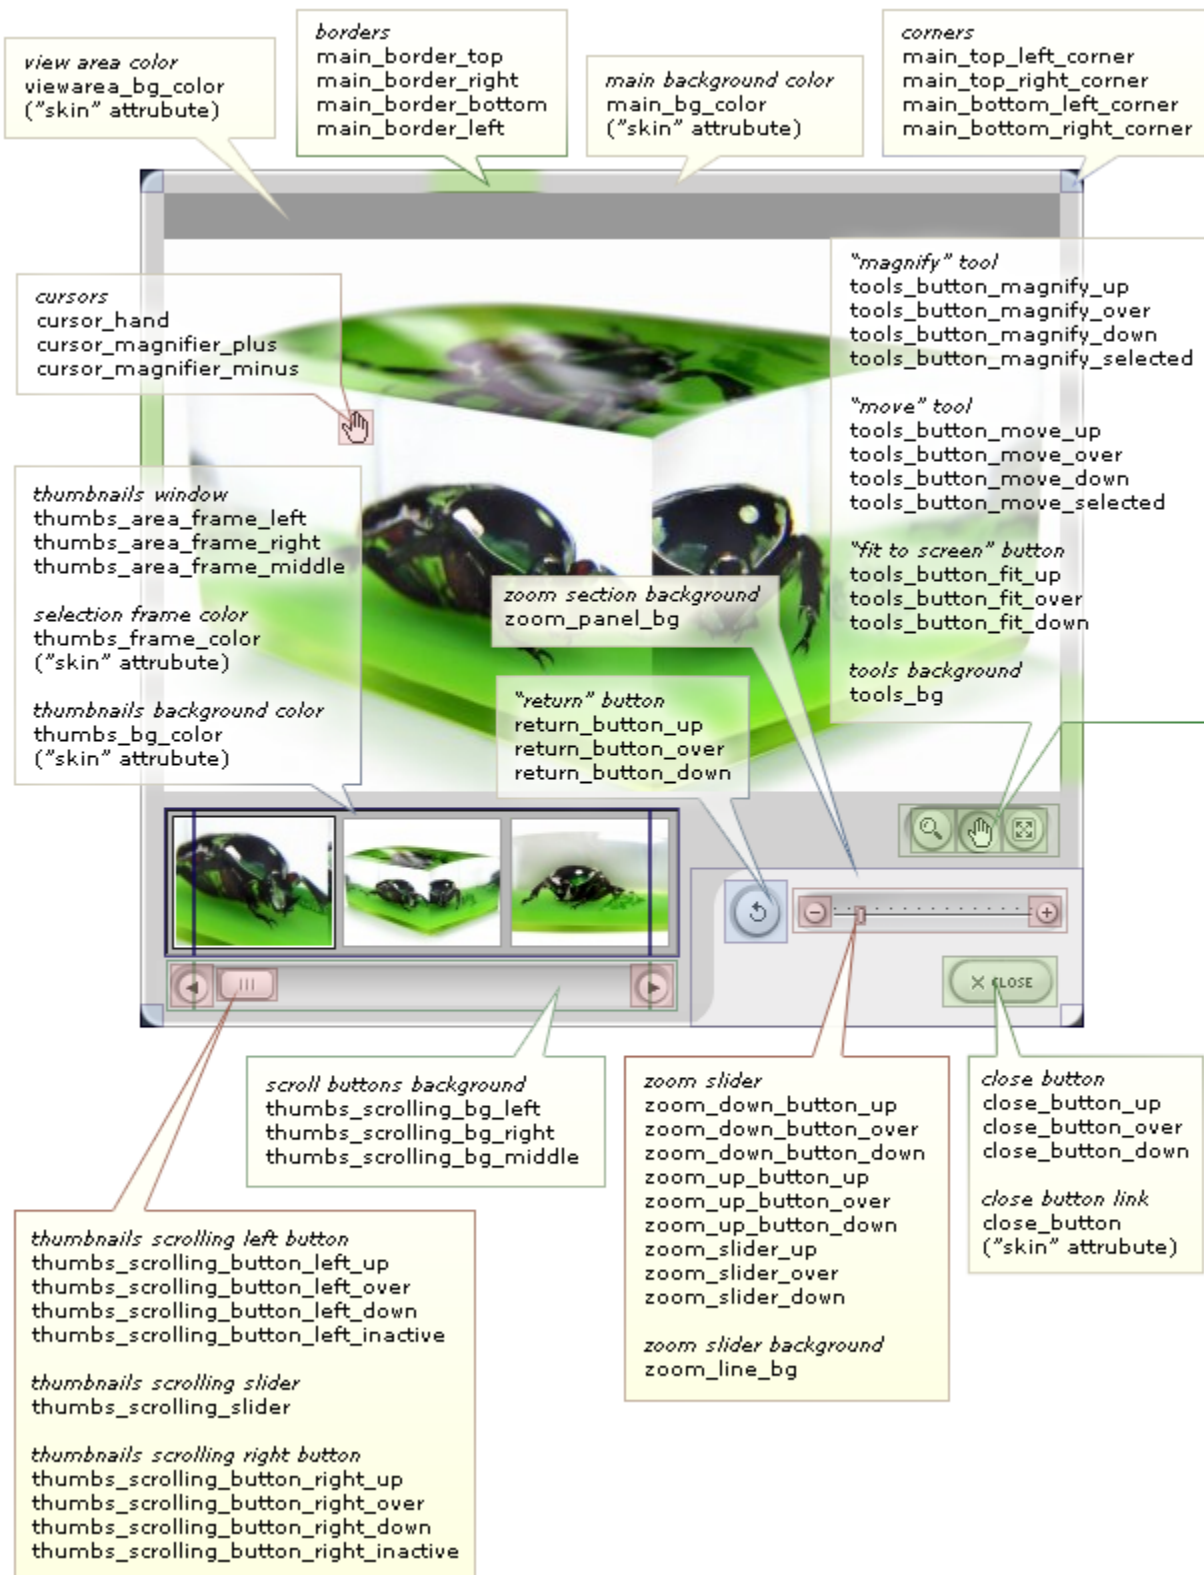 view area color
viewarea_bg_color
("skin" attrubute)
borders
main_border_top
main_border_right
main_border_bottom
main_border_left
main background color
main_bg_color
("skin" attrubute)
corners
main_top_left_corner
main_top_right_corner
main_bottom_left_corner
main_bottom_right_corner
cursors
cursor_hand
cursor_magnifier_plus
cursor_magnifier_minus
"magnify" tool
tools_button_magnify_up
tools_button_magnify_over
tools_button_magnify_down
tools_button_magnify_selected
"move" tool
tools_button_move_up
tools_button_move_over
tools_button_move_down
tools_button_move_selected
"fit to screen" button
tools_button_fit_up
tools_button_fit_over
tools_button_fit_down
tools background
tools_bg
thumbnails window
thumbs_area_frame_left
thumbs_area_frame_right
thumbs_area_frame_middle
selection frame color
thumbs_frame_color
("skin" attrubute)
thumbnails background color
thumbs_bg_color
("skin" attrubute)
zoom section background
zoom_panel_bg
"return" button
return_button_up
return_button_over
return_button_down
CLOSE
scroll buttons background
thumbs_scrolling_bg_left
thumbs_scrolling_bg_right
thumbs_scrolling_bg_middle
zoom slider
zoom_down_button_up
zoom_down_button_over
zoom_down_button_down
zoom_up_button_up
zoom_up_button_over
zoom_up_button_down
zoom_slider_up
zoom_slider_over
zoom_slider_down
zoom slider background
zoom_line_bg
close button
close_button_up
close_button_over
close_button_down
close button link
close_button
("skin" attrubute)
thumbnails scrolling left button
thumbs_scrolling_button_left_up
thumbs_scrolling_button_left_over
thumbs_scrolling_button_left_down
thumbs_scrolling_button_left_inactive
thumbnails scrolling slider
thumbs_scrolling_slider
thumbnails scrolling right button
thumbs_scrolling_button_right_up
thumbs_scrolling_button_right_over
thumbs_scrolling_button_right_down
thumbs_scrolling_button_right_inactive